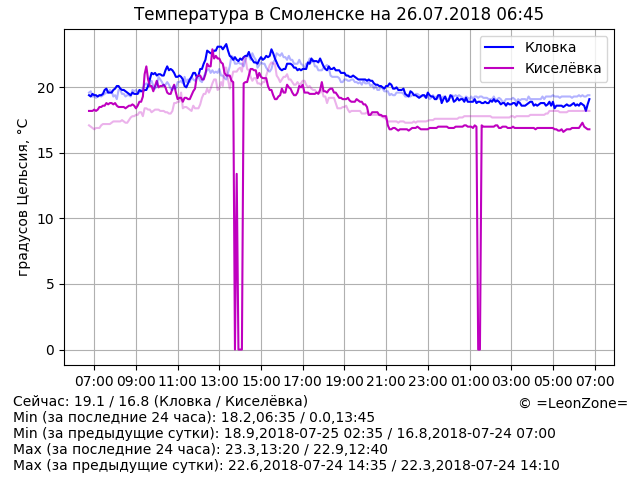 Температура в Смоленске на 26.07.2018 06:45
Кловка
Киселёвка
градусов Цельсия, °C
20
15
10
5
0
07:00 09:00 11:00 13:00 15:00 17:00 19:00 21:00 23:00 01:00 03:00 05:00 07:00
Сейчас: 19.1 / 16.8 (Кловка / Киселёвка)
© =LeonZone=
Min (за последние 24 часа): 18.2,06:35 / 0.0,13:45
Min (за предыдущие сутки): 18.9,2018-07-25 02:35 / 16.8,2018-07-24 07:00
Max (за последние 24 часа): 23.3,13:20 / 22.9,12:40
Max (за предыдущие сутки): 22.6,2018-07-24 14:35 / 22.3,2018-07-24 14:10